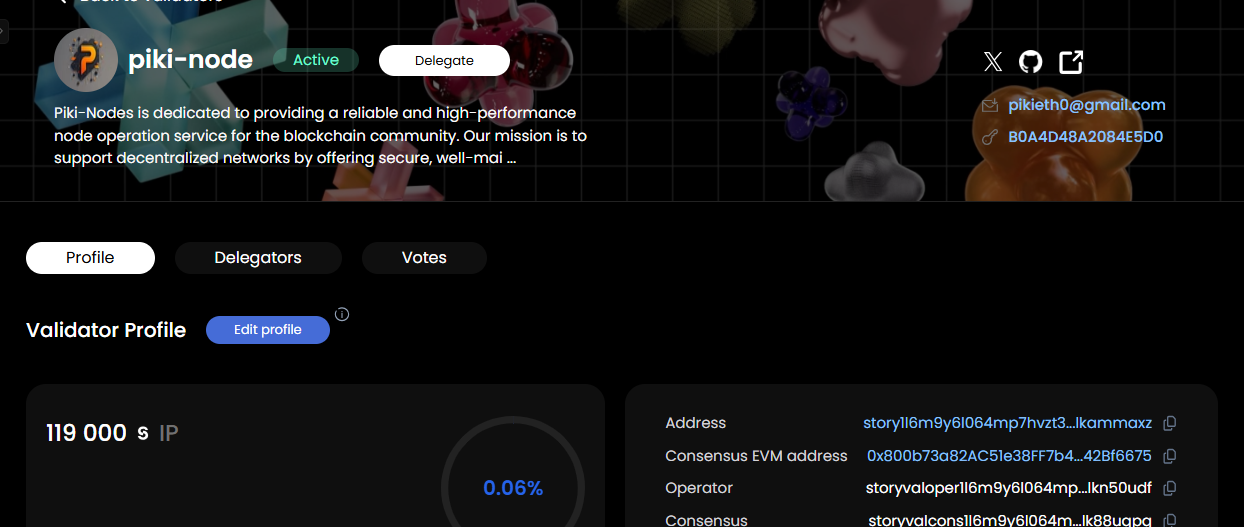 Back to Validators
piki-node
Active
Delegate
Piki-Nodes is dedicated to providing a reliable and high-performance
node operation service for the blockchain community. Our mission is to
support decentralized networks by offering secure, well-mai ...
pikieth0@gmail.com
B0A4D48A2084E5D0
Profile
Delegators
Votes
Validator Profile
Edit profile
119 000 IP
0.06%
Address
story1l6m9y6l064mp7hvzt3...lkammaxz
Consensus EVM address
0x800b73a82AC51e38FF7b4...42Bf6675
Operator
storyvaloper1l6m9y6l064mp...lkn50udf
Consensus
storyvalcons1l6m9y6l064m...lk88uqpq